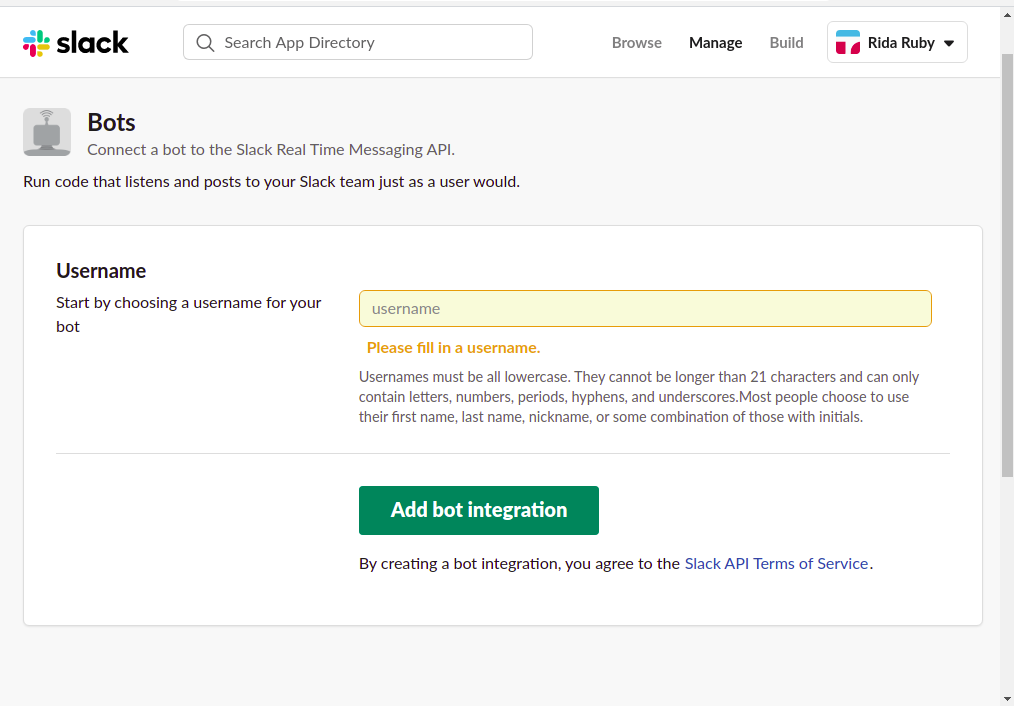 slack
Search App Directory
Browse
Manage
Build
Rida Ruby
Bots
Connect a bot to the Slack Real Time Messaging API.
Run code that listens and posts to your Slack team just as a user would.
Username
Start by choosing a username for your
bot
username
Please fill in a username.
Usernames must be all lowercase. They cannot be longer than 21 characters and can only
contain letters, numbers, periods, hyphens, and underscores.Most people choose to use
their first name, last name, nickname, or some combination of those with initials.
Add bot integration
By creating a bot integration, you agree to the Slack API Terms of Service.